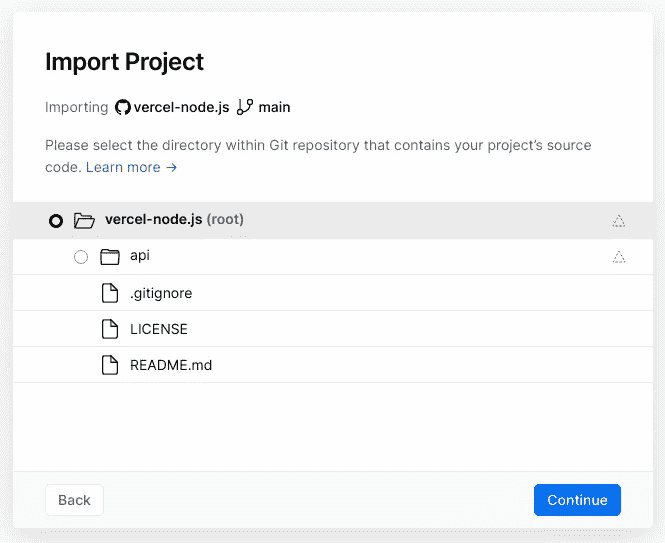 Import Project
Importing vercel-node.js main
Please select the directory within Git repository that contains your project's source
code. Learn more →
vercel-node.js (root)
api
.gitignore
LICENSE
README.md
Back Continue